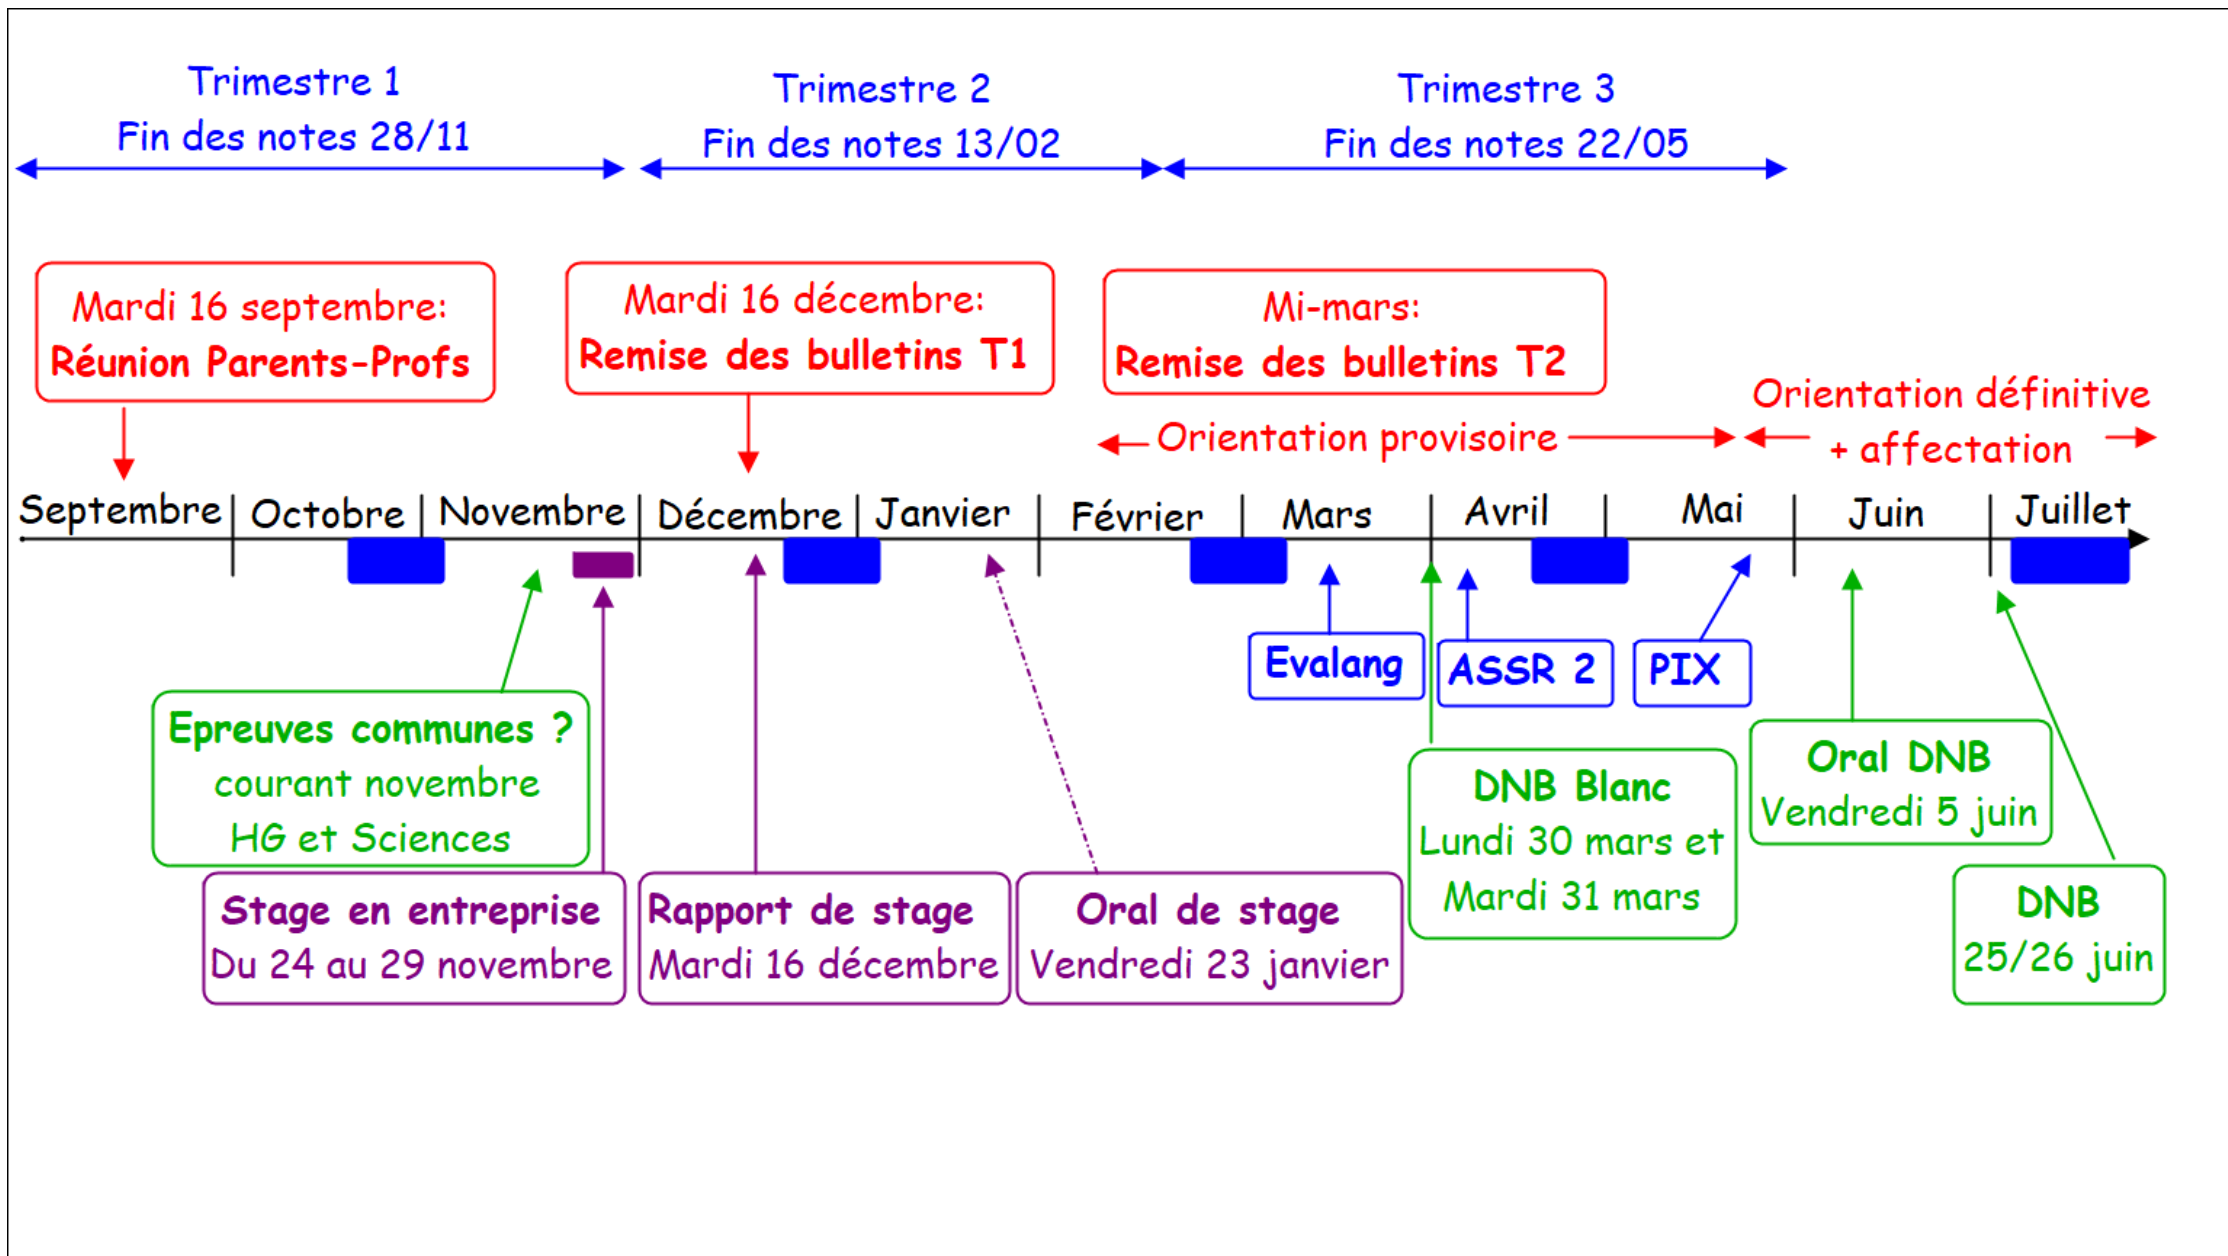 Trimestre 1
Fin des notes 28/11
Trimestre 2
Fin des notes 13/02
Trimestre 3
Fin des notes 22/05
Mardi 16 septembre:
Réunion Parents-Profs
Mardi 16 décembre:
Remise des bulletins T1
Mi-mars:
Remise des bulletins T2
Orientation provisoire
Orientation définitive
+ affectation
Septembre
Octobre
Novembre
Décembre
Janvier
Février
Mars
Avril
Mai
Juin
Juillet
Evalang
ASSR 2
PIX
Epreuves communes ?
courant novembre
HG et Sciences
DNB Blanc
Lundi 30 mars et
Mardi 31 mars
Oral DNB
Vendredi 5 juin
Stage en entreprise
Du 24 au 29 novembre
Rapport de stage
Mardi 16 décembre
Oral de stage
Vendredi 23 janvier
DNB
25/26 juin